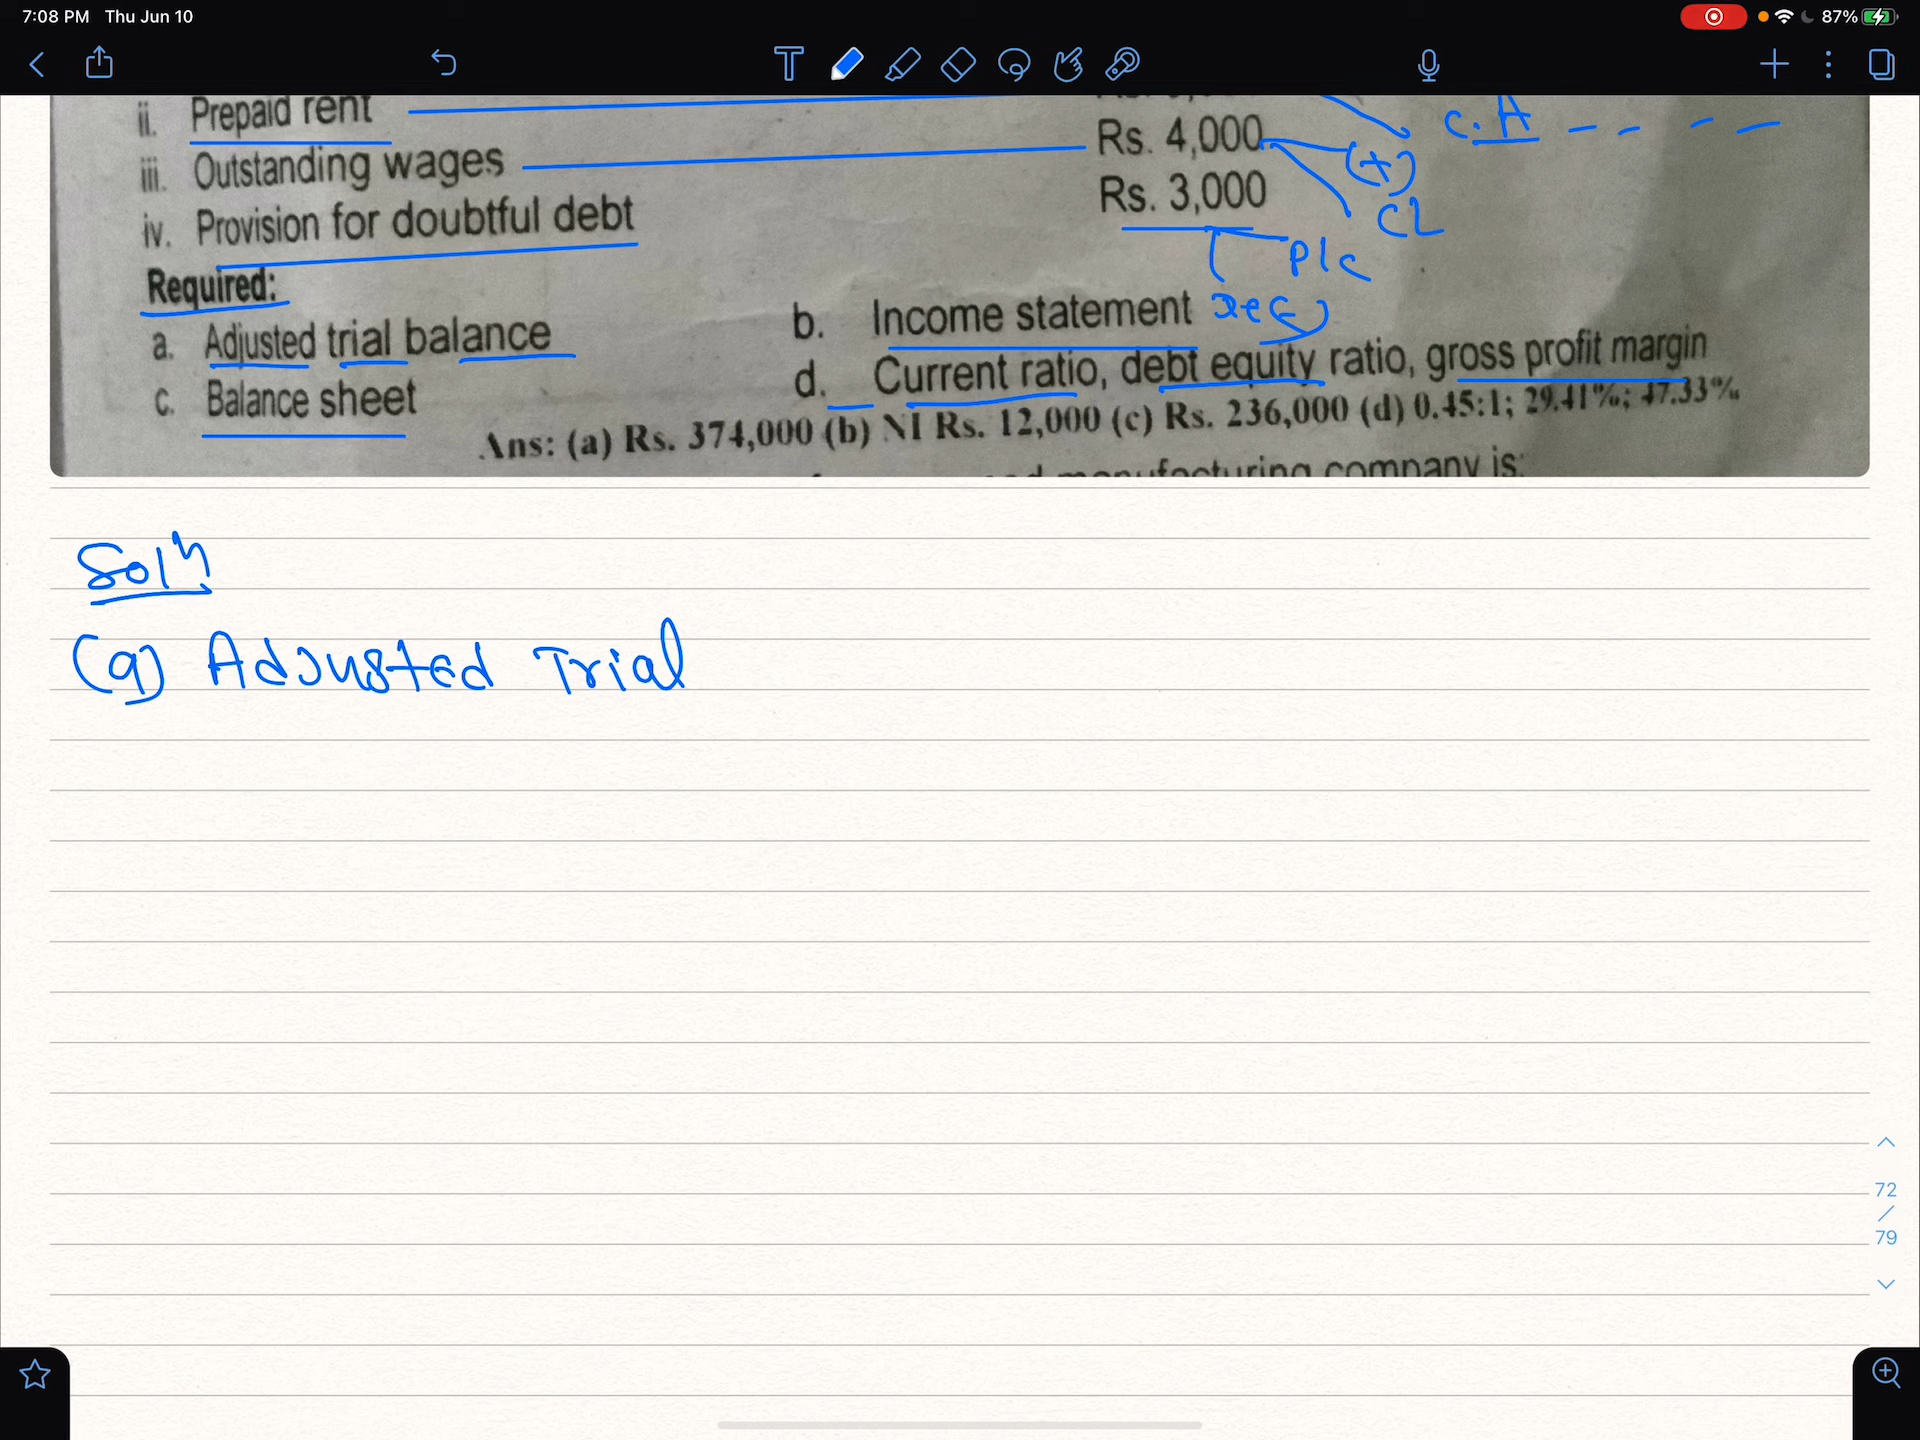 7:08 PM Thu Jun 10
87%
ii. Prepaid rent
c.A
iii. Outstanding wages Rs. 4,000
(+)
CL
iv. Provision for doubtful debt Rs. 3,000
Required:
a. Adjusted trial balance b. Income statement
c. Balance sheet d. Current ratio, debt equity ratio, gross profit margin
Ans: (a) Rs. 374,000 (b) NI Rs. 12,000 (c) Rs. 236,000 (d) 0.45:1; 29.41%; 47.33%
manufacturing company is:
Solⁿ
(a) Adjusted Trial
72
/
79